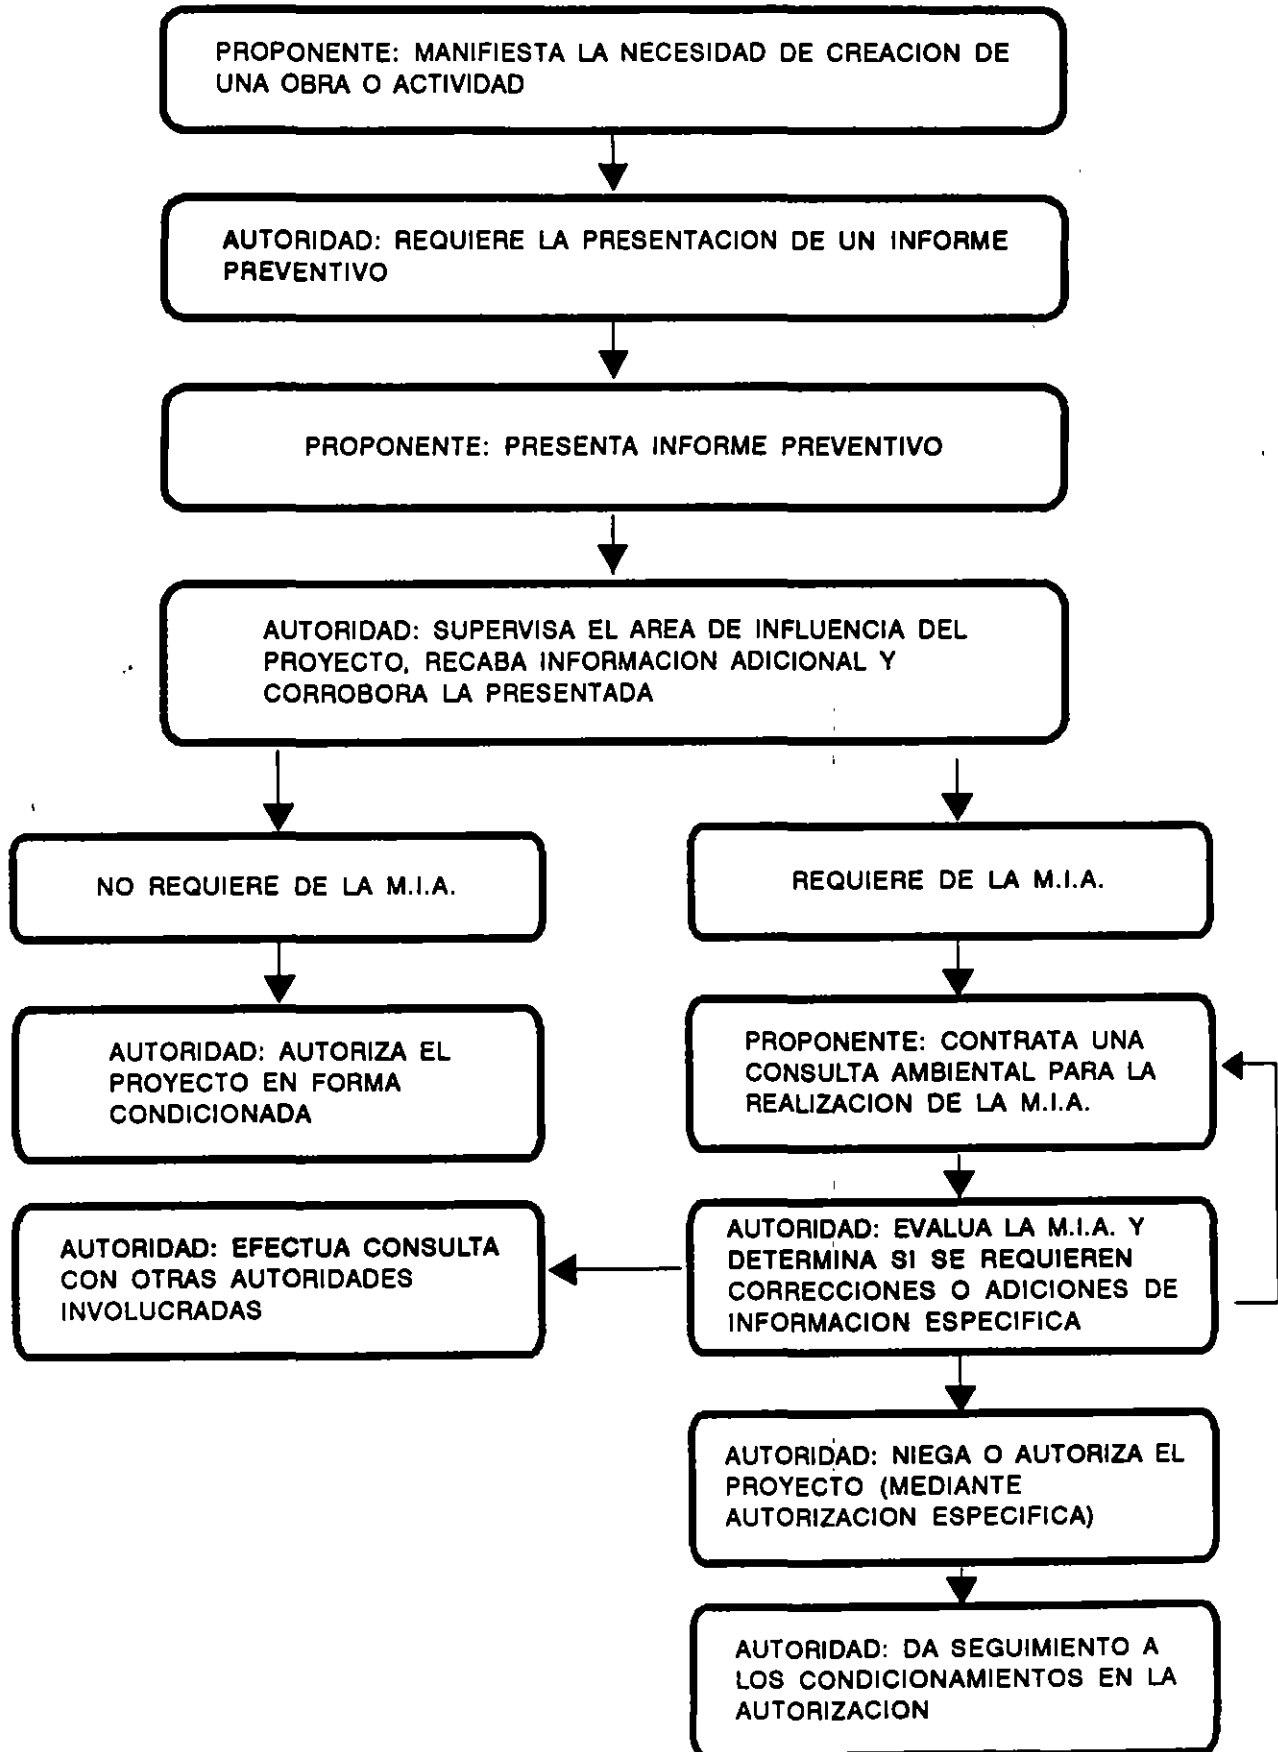 PROPONENTE: MANIFIESTA LA NECESIDAD DE CREACION DE
UNA OBRA O ACTIVIDAD
AUTORIDAD: REQUIERE LA PRESENTACION DE UN INFORME
PREVENTIVO
PROPONENTE: PRESENTA INFORME PREVENTIVO
AUTORIDAD: SUPERVISA EL AREA DE INFLUENCIA DEL
PROYECTO, RECABA INFORMACION ADICIONAL Y
CORROBORA LA PRESENTADA
NO REQUIERE DE LA M.I.A.
REQUIERE DE LA M.I.A.
AUTORIDAD: AUTORIZA EL
PROYECTO EN FORMA
CONDICIONADA
PROPONENTE: CONTRATA UNA
CONSULTA AMBIENTAL PARA LA
REALIZACION DE LA M.I.A.
AUTORIDAD: EFECTUA CONSULTA
CON OTRAS AUTORIDADES
INVOLUCRADAS
AUTORIDAD: EVALUA LA M.I.A. Y
DETERMINA SI SE REQUIEREN
CORRECCIONES O ADICIONES DE
INFORMACION ESPECIFICA
AUTORIDAD: NIEGA O AUTORIZA EL
PROYECTO (MEDIANTE
AUTORIZACION ESPECIFICA)
AUTORIDAD: DA SEGUIMIENTO A
LOS CONDICIONAMIENTOS EN LA
AUTORIZACION